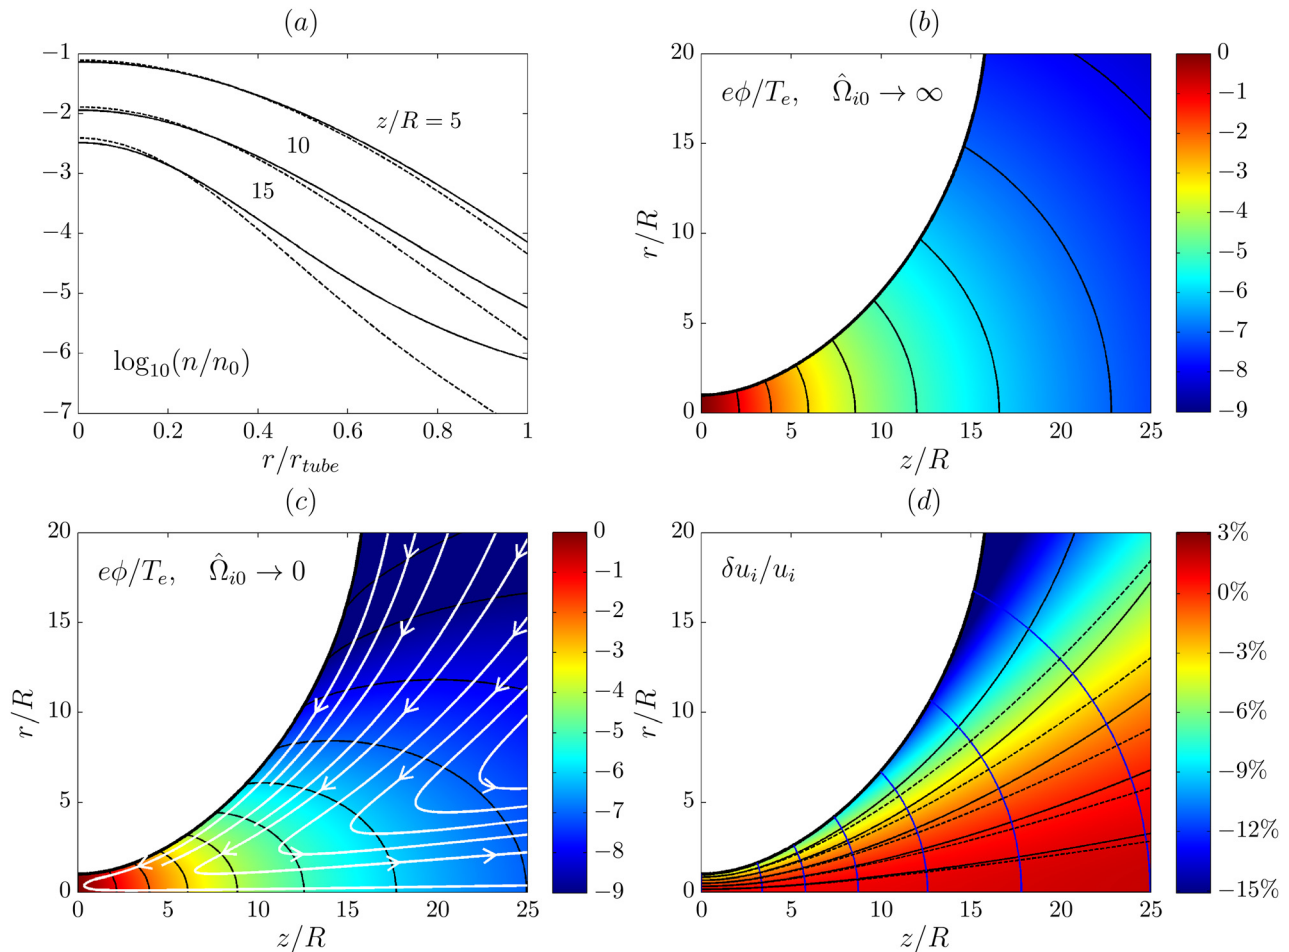 (a)
−1
−2
−3
−4
−5
−6
−7
z/R = 5
10
15
log₁₀(n/n₀)
0 0.2 0.4 0.6 0.8 1
r/r_tube
(b)
20
15
10
5
0
r/R
eϕ/Tₑ, Ω̂ᵢ₀ → ∞
0 5 10 15 20 25
z/R
0
−1
−2
−3
−4
−5
−6
−7
−8
−9
(c)
20
15
10
5
0
r/R
eϕ/Tₑ, Ω̂ᵢ₀ → 0
0 5 10 15 20 25
z/R
0
−1
−2
−3
−4
−5
−6
−7
−8
−9
(d)
20
15
10
5
0
r/R
δuᵢ/uᵢ
0 5 10 15 20 25
z/R
3%
0%
−3%
−6%
−9%
−12%
−15%